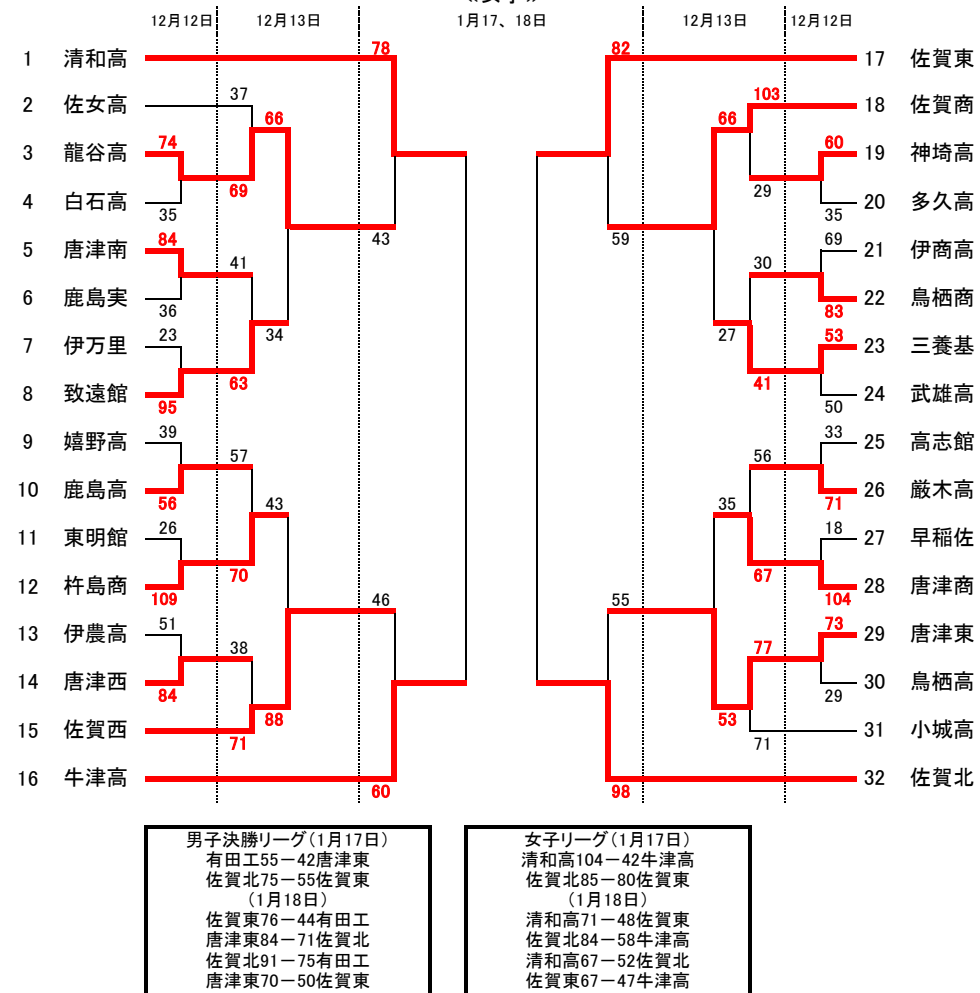 12月12日 12月13日 1月17、18日 12月13日 12月12日
78 82
1 清和高 17 佐賀東
37 103
2 佐女高 18 佐賀商
66 66
74 60
3 龍谷高 19 神埼高
69 29
4 白石高 20 多久高
35 35
84 43 59 69
5 唐津南 21 伊商高
41 30
6 鹿島実 22 鳥栖商
36 83
23 34 27 53
7 伊万里 23 三養基
63 41
8 致遠館 24 武雄高
95 50
39 33
9 嬉野高 25 高志館
57 56
10 鹿島高 26 厳木高
56 43 35 71
26 18
11 東明館 27 早稲佐
70 67
12 杵島商 28 唐津商
109 46 55 104
51 73
13 伊農高 29 唐津東
38 77
14 唐津西 30 鳥栖高
84 29
88 53
15 佐賀西 31 小城高
71 71
16 牛津高 32 佐賀北
60 98
男子決勝リーグ(1月17日)
有田工55－42唐津東
佐賀北75－55佐賀東
(1月18日)
佐賀東76－44有田工
唐津東84－71佐賀北
佐賀北91－75有田工
唐津東70－50佐賀東
女子リーグ(1月17日)
清和高104－42牛津高
佐賀北85－80佐賀東
(1月18日)
清和高71－48佐賀東
佐賀北84－58牛津高
清和高67－52佐賀北
佐賀東67－47牛津高